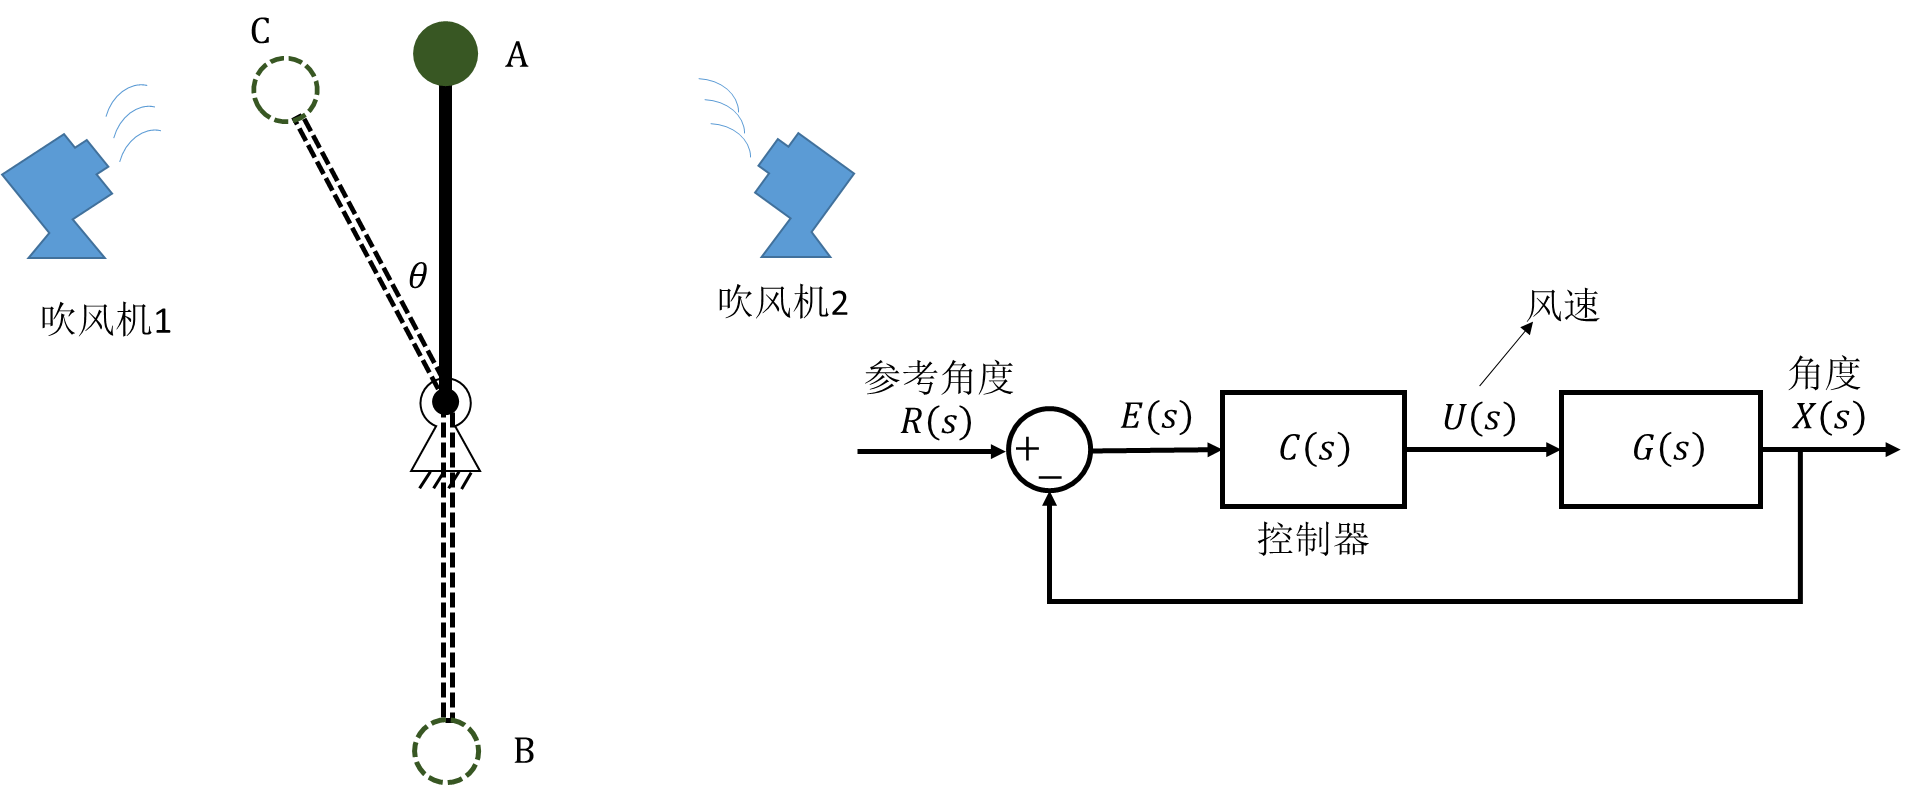 C
A
θ
吹风机1
吹风机2
B
风速
参考角度
R(s)
+
−
E(s)
C(s)
控制器
U(s)
G(s)
角度
X(s)